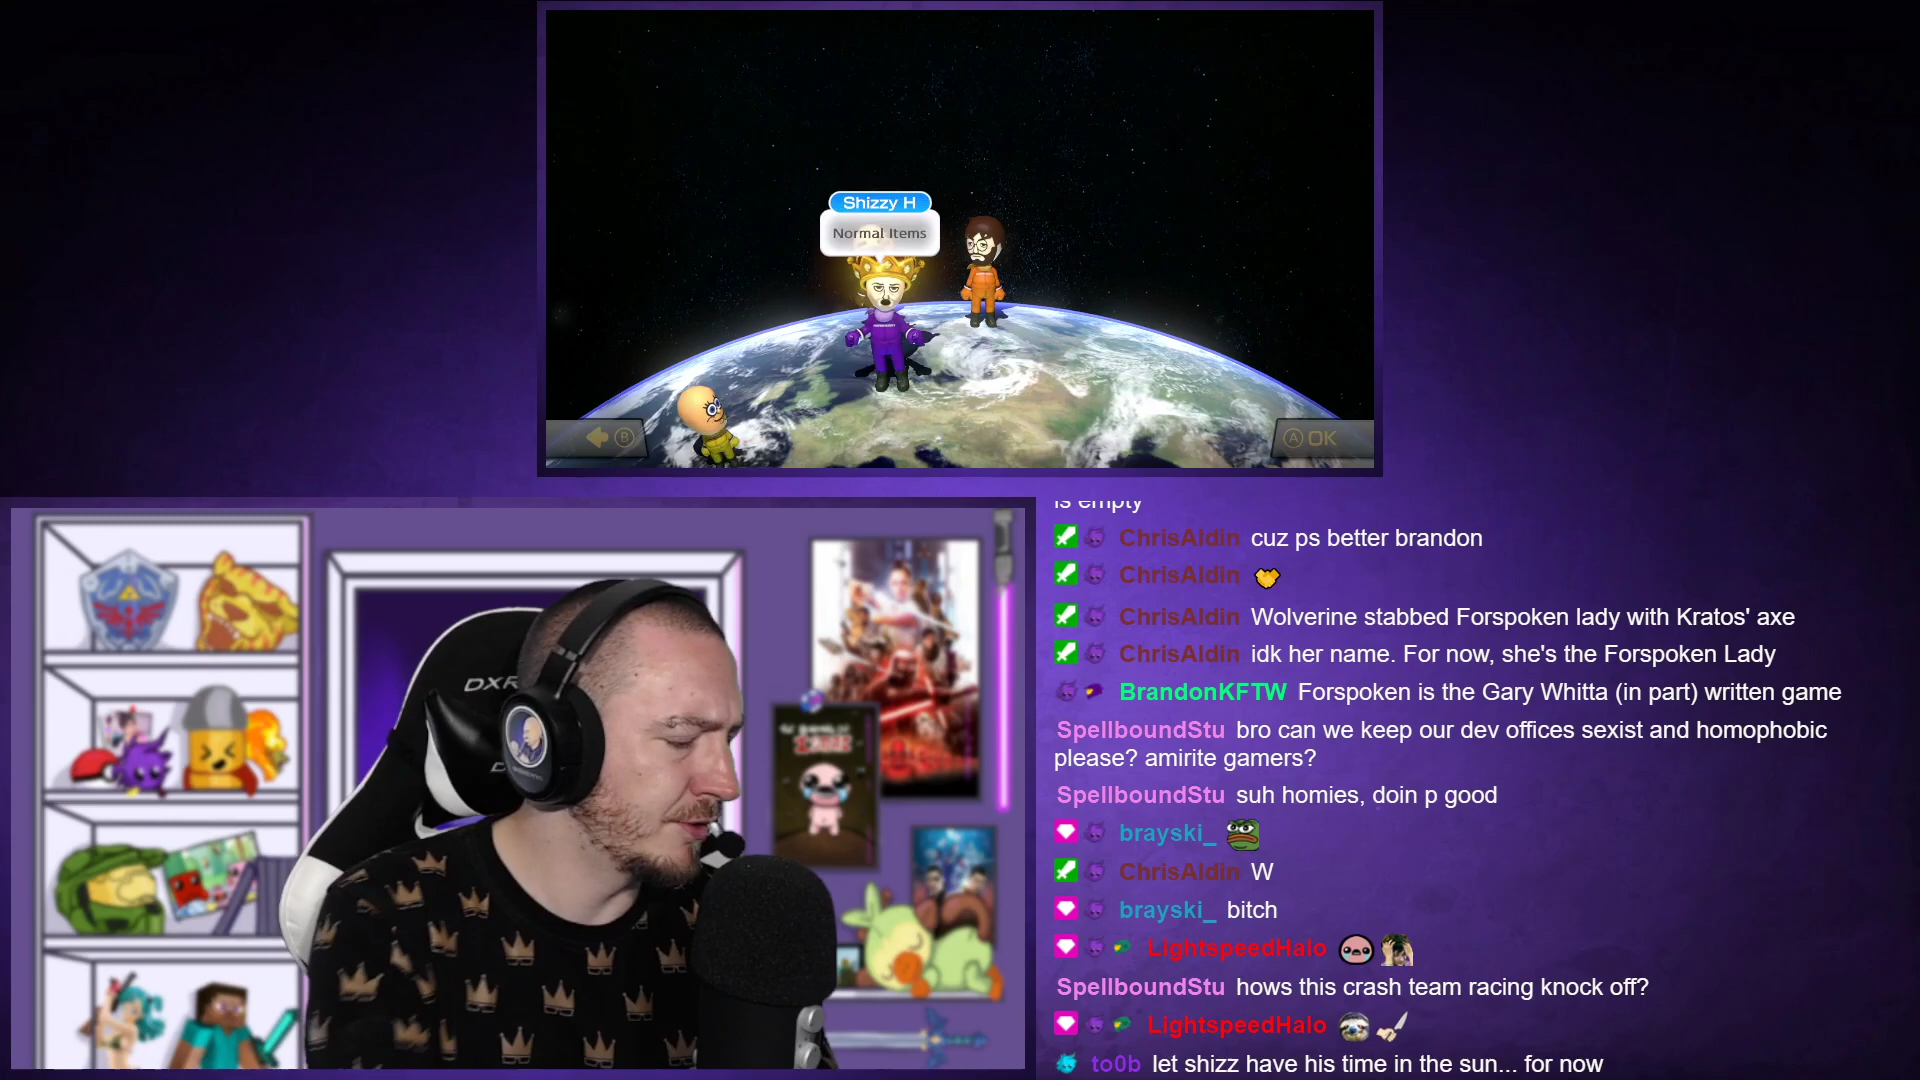 Shizzy H
Normal Items
B
A OK
is empty
ChrisAldin cuz ps better brandon
ChrisAldin
ChrisAldin Wolverine stabbed Forspoken lady with Kratos' axe
ChrisAldin idk her name. For now, she's the Forspoken Lady
BrandonKFTW Forspoken is the Gary Whitta (in part) written game
SpellboundStu bro can we keep our dev offices sexist and homophobic
please? amirite gamers?
SpellboundStu suh homies, doin p good
brayski_
ChrisAldin W
brayski_ bitch
LightspeedHalo
SpellboundStu hows this crash team racing knock off?
LightspeedHalo
to0b let shizz have his time in the sun... for now
DXR